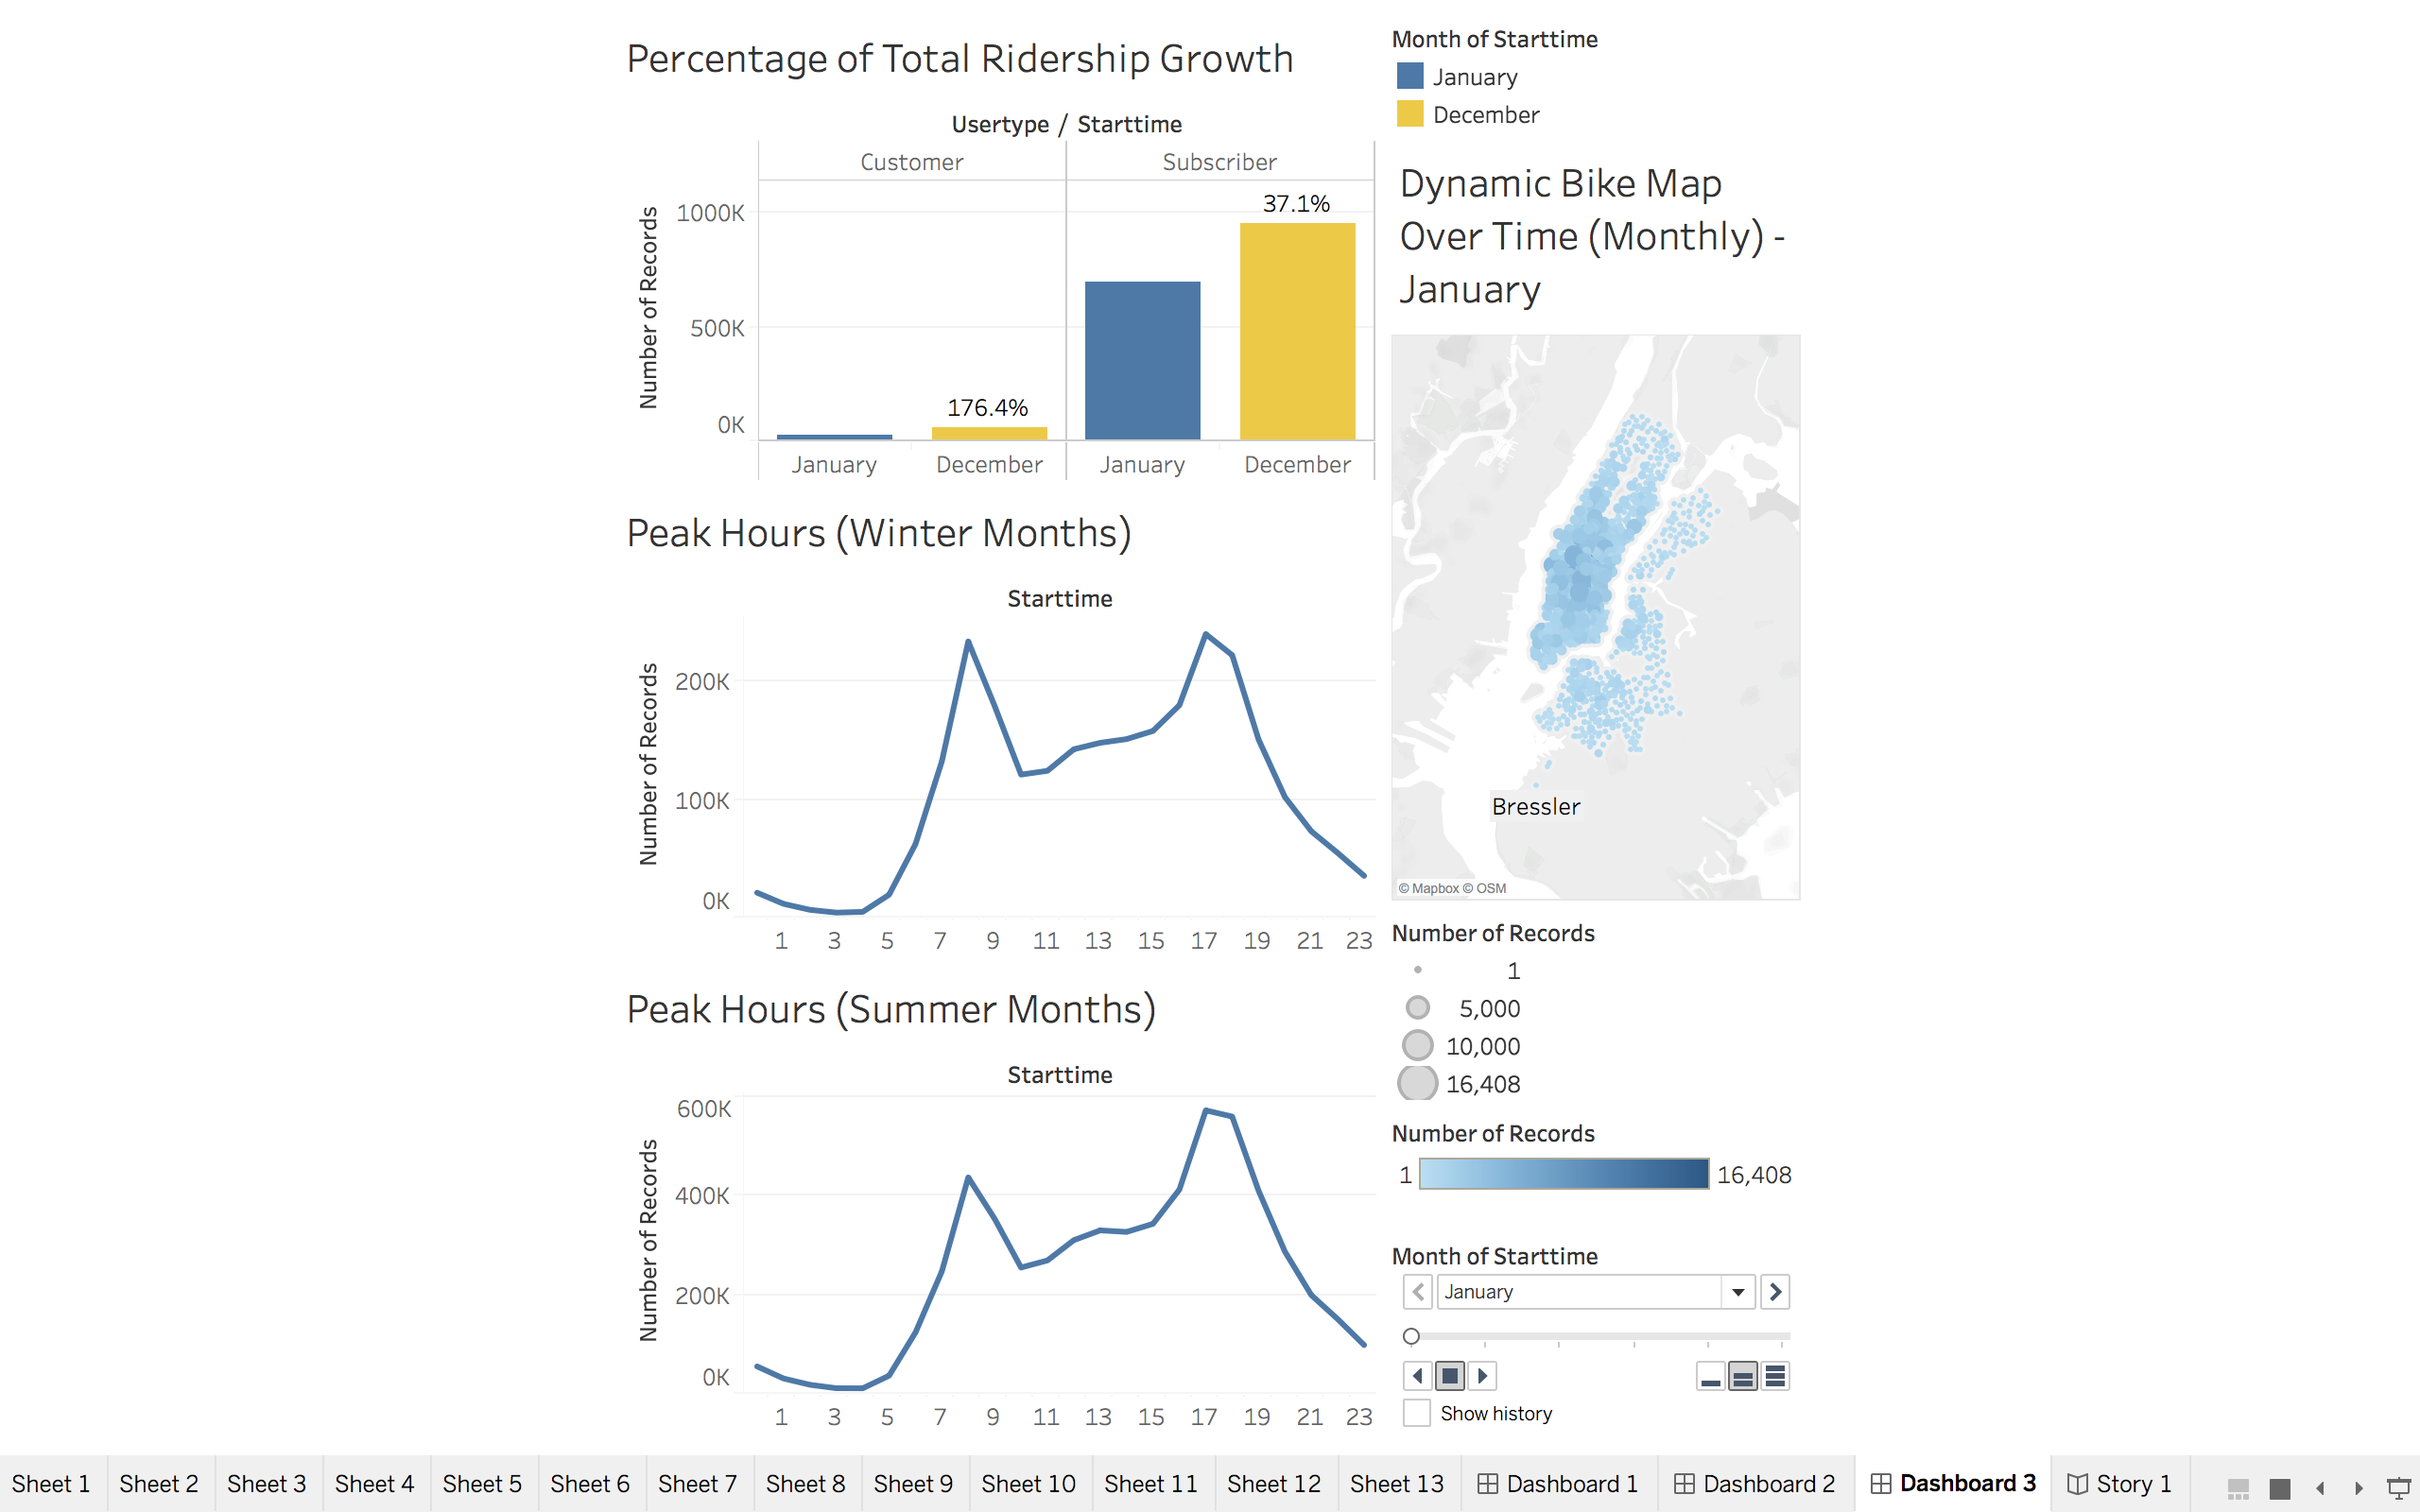 Percentage of Total Ridership Growth
Usertype / Starttime
Customer
Subscriber
Number of Records
1000K
500K
0K
176.4%
37.1%
January
December
January
December
Peak Hours (Winter Months)
Starttime
Number of Records
200K
100K
0K
1 3 5 7 9 11 13 15 17 19 21 23
Peak Hours (Summer Months)
Starttime
Number of Records
600K
400K
200K
0K
1 3 5 7 9 11 13 15 17 19 21 23
Month of Starttime
January
December
Dynamic Bike Map
Over Time (Monthly) -
January
Bressler
© Mapbox © OSM
Number of Records
1
5,000
10,000
16,408
Number of Records
1 16,408
Month of Starttime
January
Show history
Sheet 1 Sheet 2 Sheet 3 Sheet 4 Sheet 5 Sheet 6 Sheet 7 Sheet 8 Sheet 9 Sheet 10 Sheet 11 Sheet 12 Sheet 13 Dashboard 1 Dashboard 2 Dashboard 3 Story 1